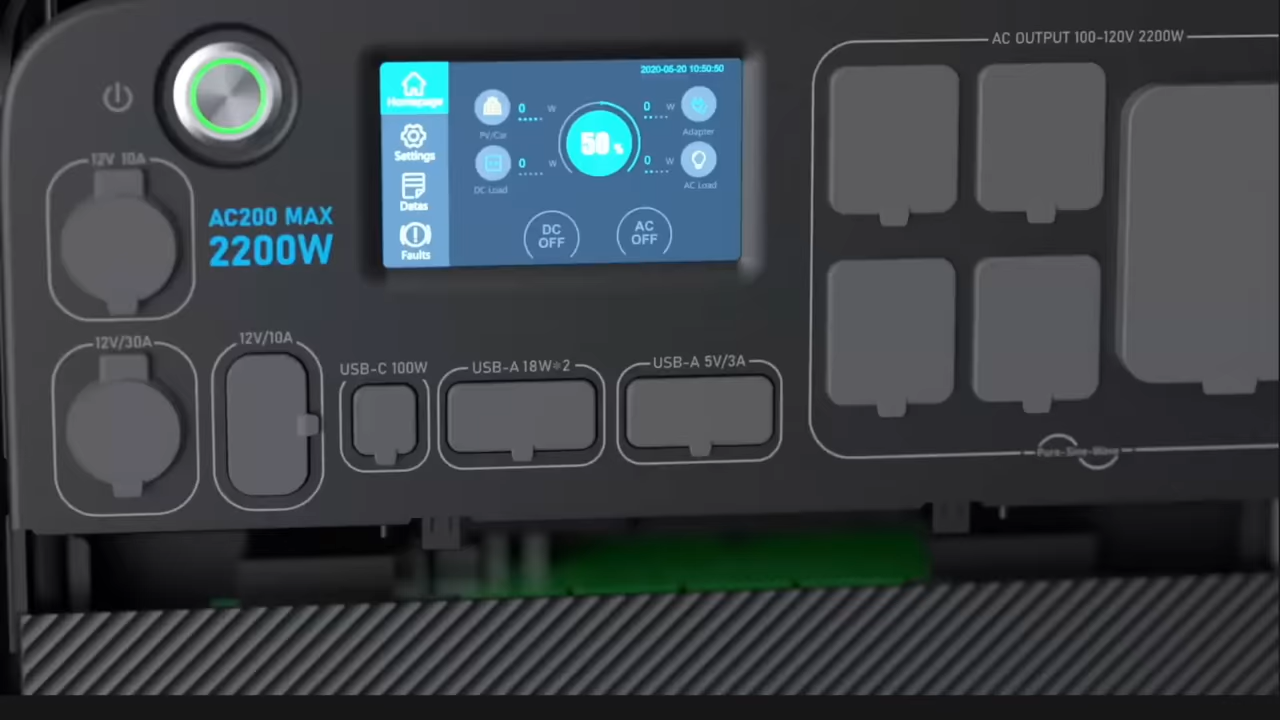 AC OUTPUT 100-120V 2200W
2020-05-20 10:50:50
Homepage
Settings
Datas
Faults
0 W
PV/Car
0 W
DC Load
50 %
0 W
Adapter
0 W
AC Load
DC
OFF
AC
OFF
12V 10A
AC200 MAX
2200W
12V/30A
12V/10A
USB-C 100W
USB-A 18W*2
USB-A 5V/3A
Pure-Sine-Wave